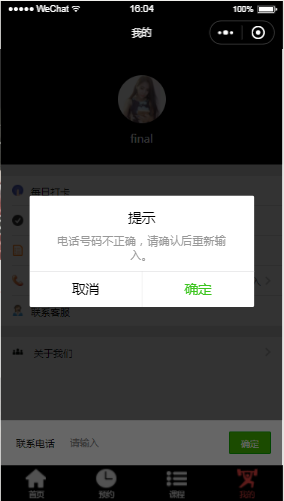 WeChat
16:04
100%
我的
final
每日打卡
提示
电话号码不正确，请确认后重新输
入。
取消
确定
联系客服
关于我们
联系电话
请输入
确定
首页
预约
课程
我的